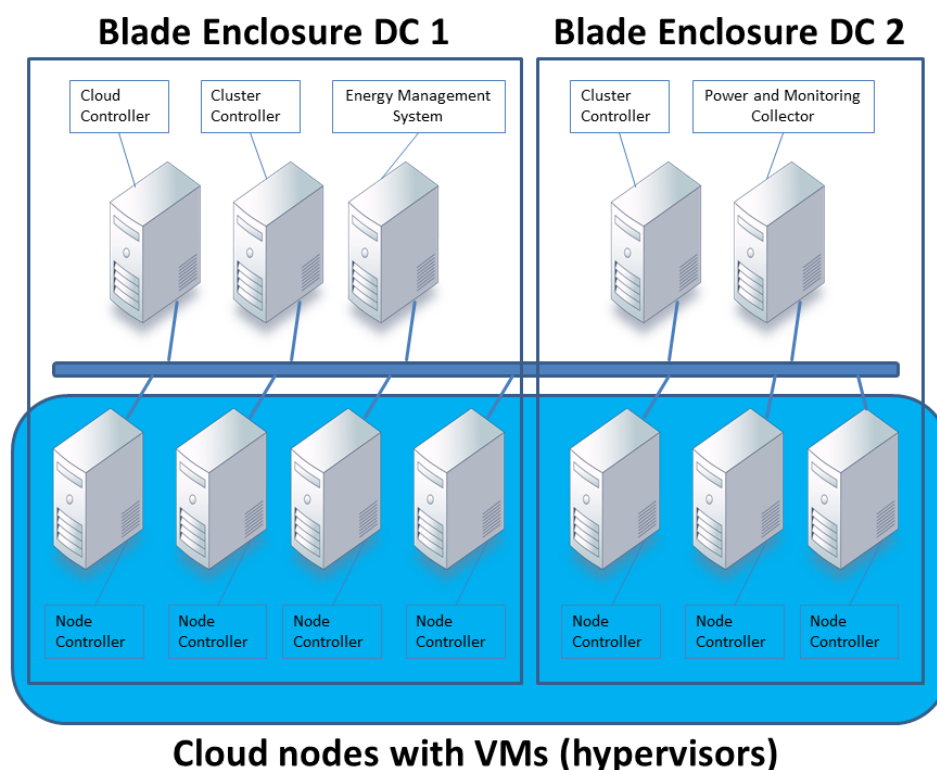 Blade Enclosure DC 1
Blade Enclosure DC 2
Cloud
Controller
Cluster
Controller
Energy Management
System
Cluster
Controller
Power and Monitoring
Collector
Node
Controller
Node
Controller
Node
Controller
Node
Controller
Node
Controller
Node
Controller
Node
Controller
Cloud nodes with VMs (hypervisors)